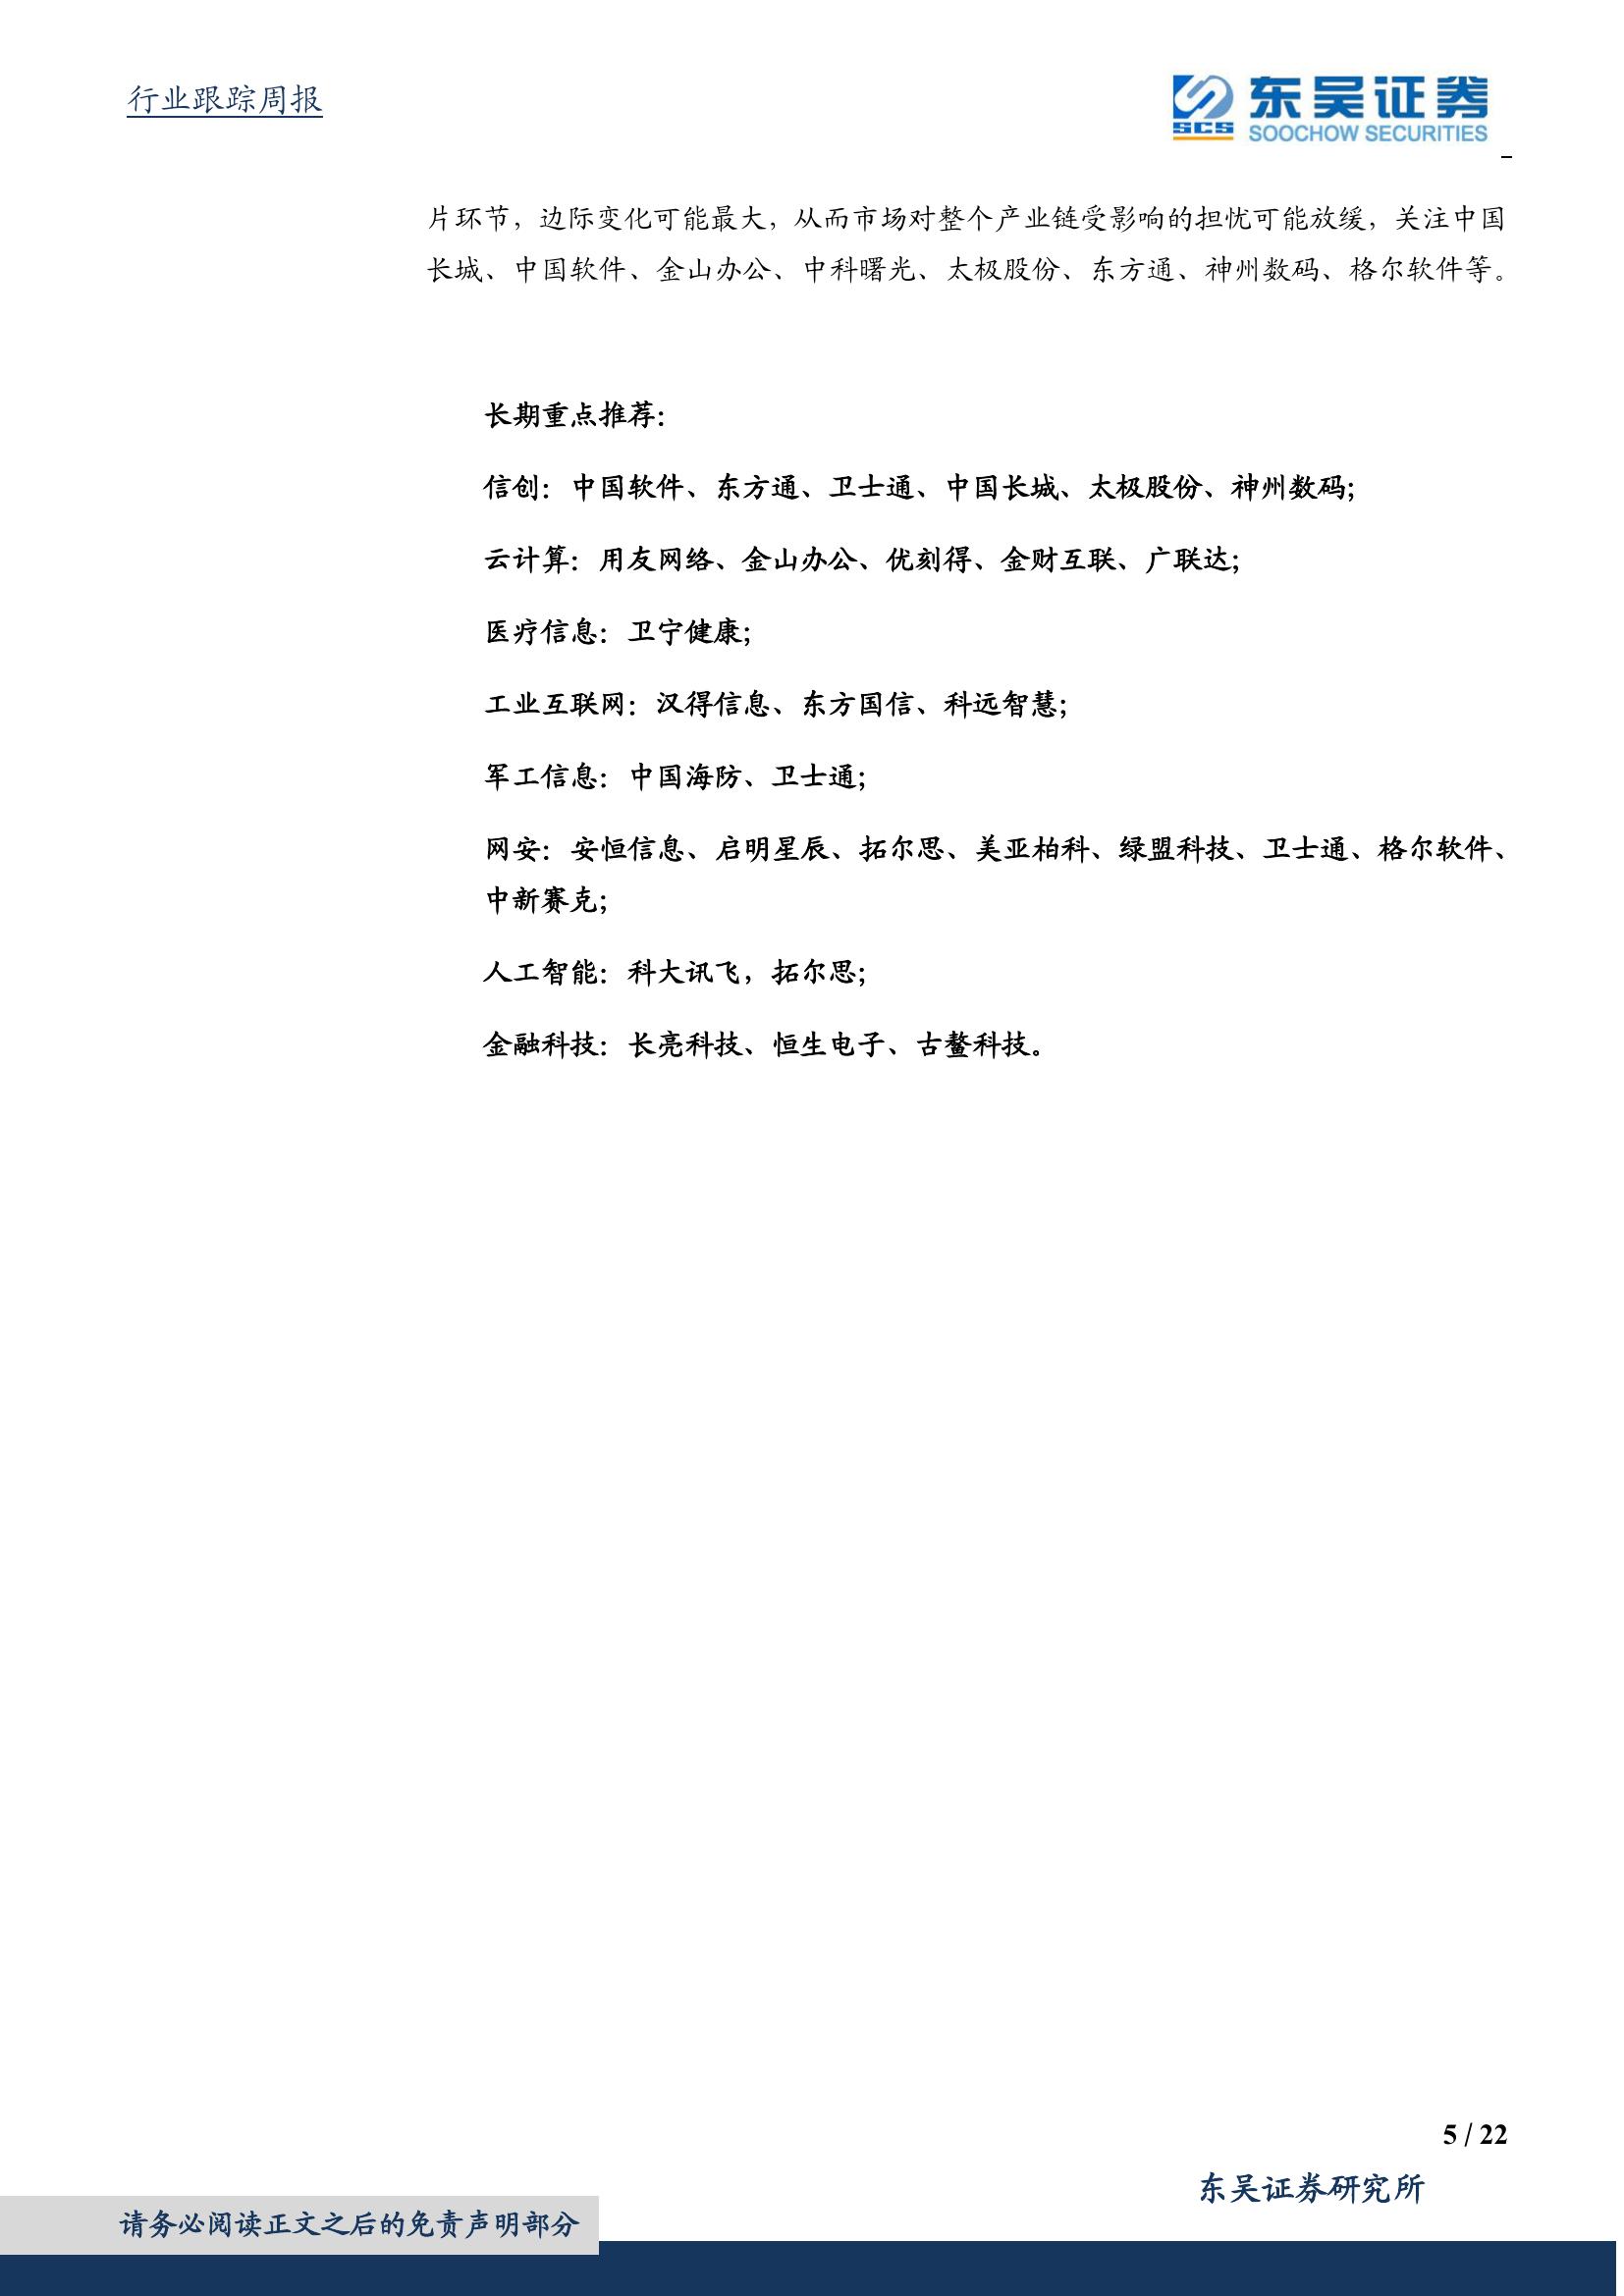 行业跟踪周报
东吴证券
SCS
SOOCHOW SECURITIES
片环节，边际变化可能最大，从而市场对整个产业链受影响的担忧可能放缓，关注中国
长城、中国软件、金山办公、中科曙光、太极股份、东方通、神州数码、格尔软件等。
长期重点推荐：
信创：中国软件、东方通、卫士通、中国长城、太极股份、神州数码；
云计算：用友网络、金山办公、优刻得、金财互联、广联达；
医疗信息：卫宁健康；
工业互联网：汉得信息、东方国信、科远智慧；
军工信息：中国海防、卫士通；
网安：安恒信息、启明星辰、拓尔思、美亚柏科、绿盟科技、卫士通、格尔软件、
中新赛克；
人工智能：科大讯飞，拓尔思；
金融科技：长亮科技、恒生电子、古鳌科技。
5 / 22
东吴证券研究所
请务必阅读正文之后的免责声明部分